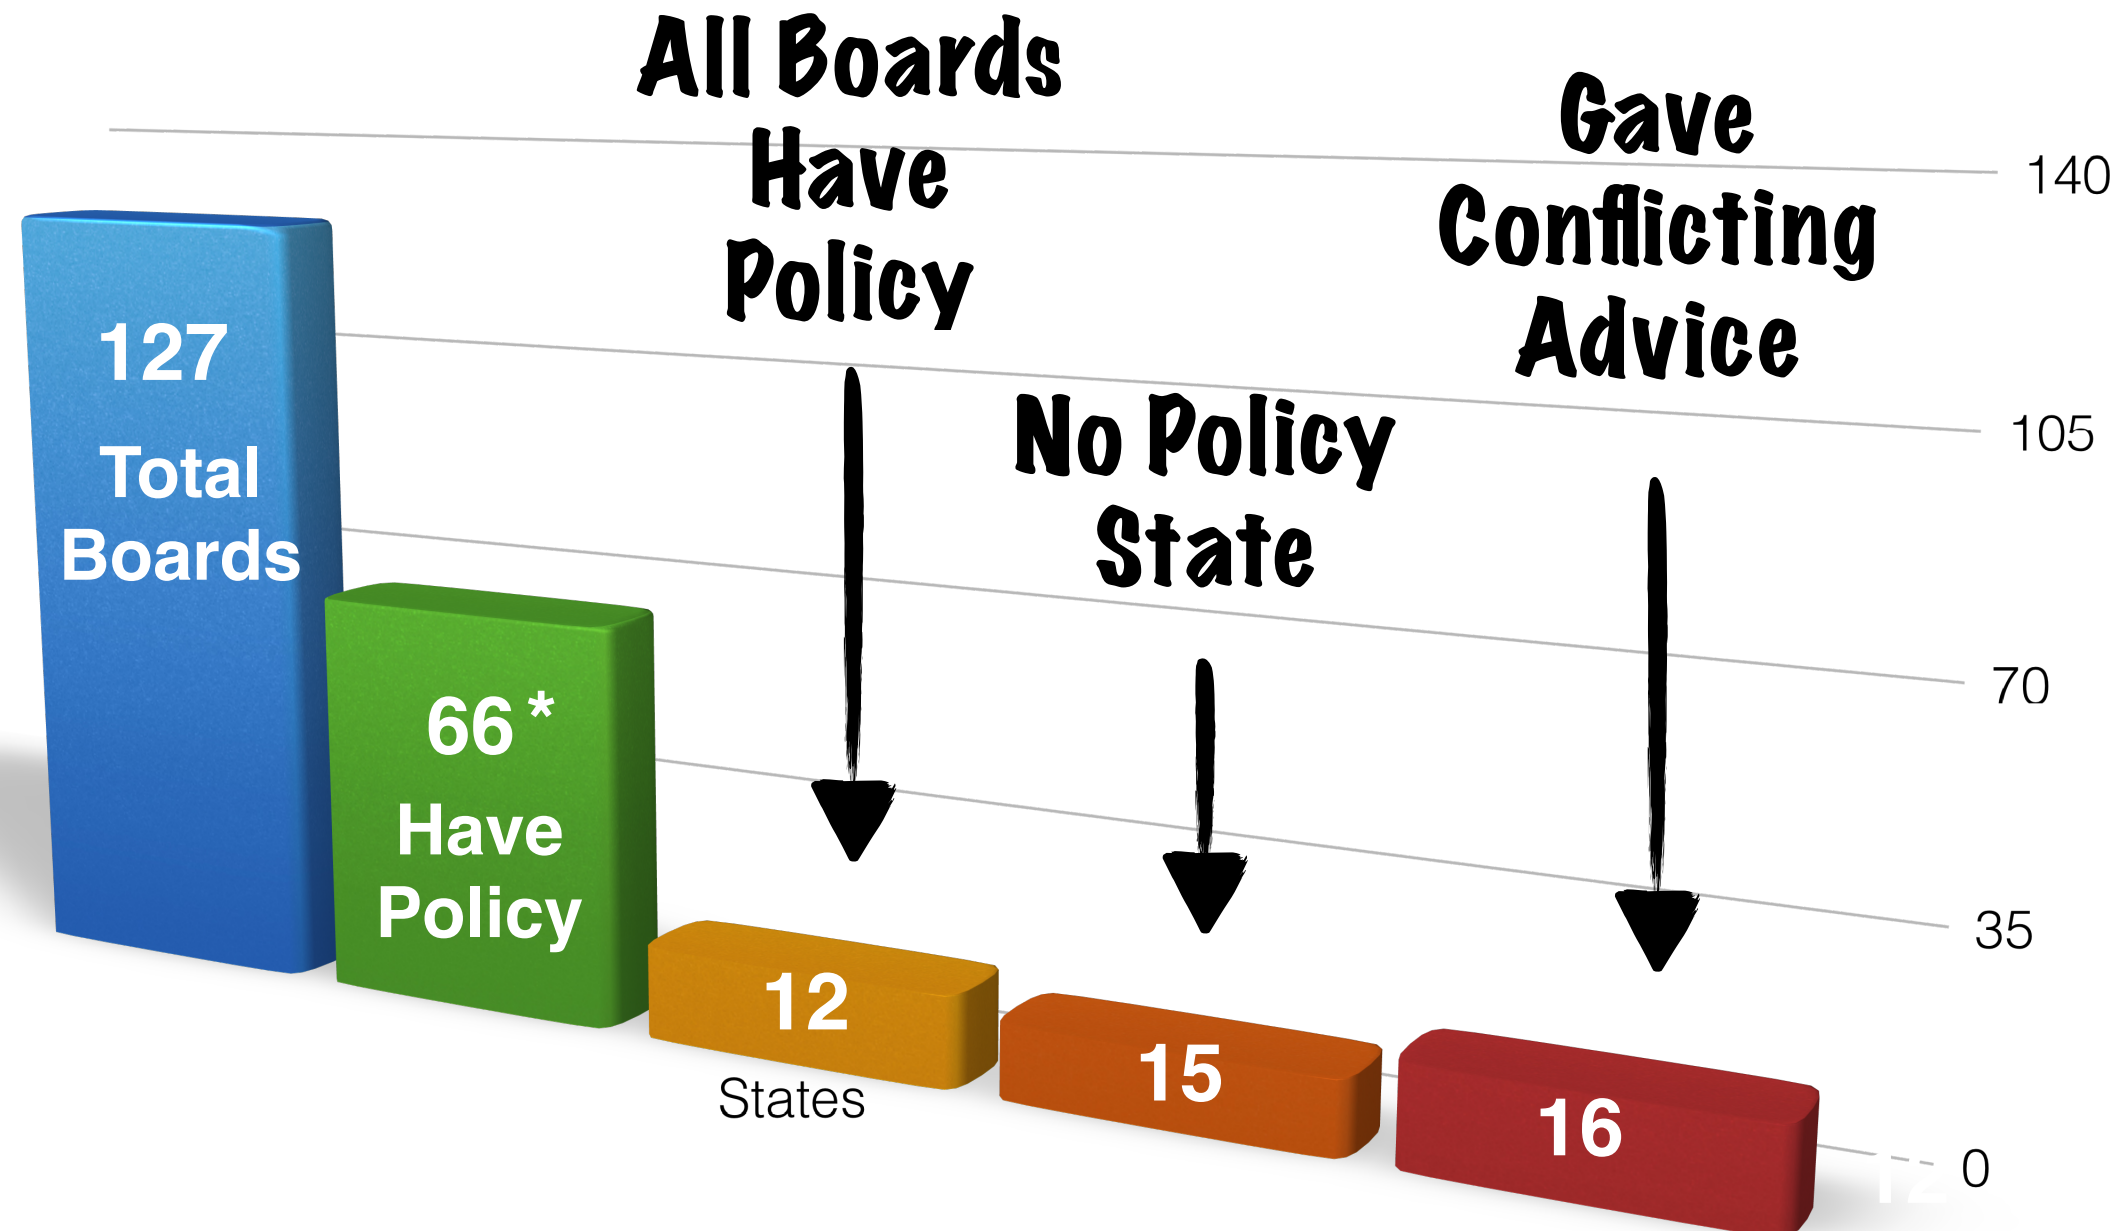 All Boards
Have
Policy
Gave
Conflicting
Advice
No Policy
State
127
Total
Boards
66*
Have
Policy
12
15
16
States
140
105
70
35
0
12